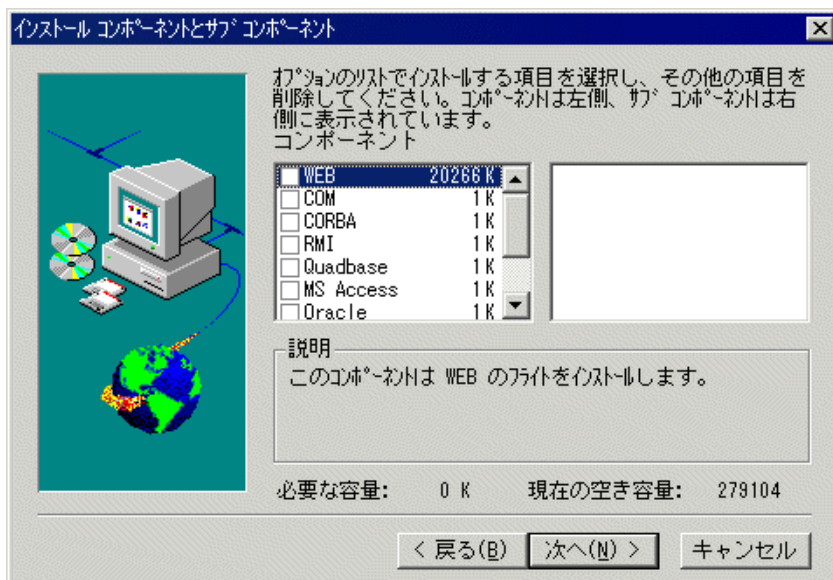 インストール コンポーネントとサブ コンポーネント
オプションのリストでインストールする項目を選択し、その他の項目を
削除してください。コンポーネントは左側、サブ コンポーネントは右
側に表示されています。
コンポーネント
WEB 20266 K
COM 1 K
CORBA 1 K
RMI 1 K
Quadbase 1 K
MS Access 1 K
Oracle 1 K
説明
このコンポーネントは WEB のフライトをインストールします。
必要な容量: 0 K 現在の空き容量: 279104
< 戻る(B) 次へ(N) > キャンセル